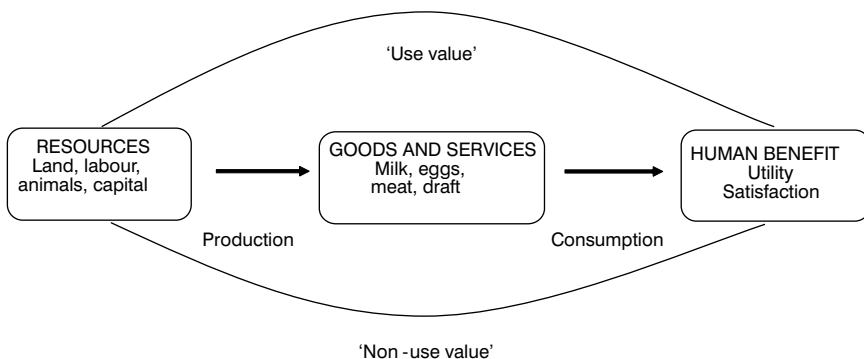 ‘Use value’
RESOURCES
Land, labour,
animals, capital
GOODS AND SERVICES
Milk, eggs,
meat, draft
HUMAN BENEFIT
Utility
Satisfaction
Production
Consumption
‘Non-use value’